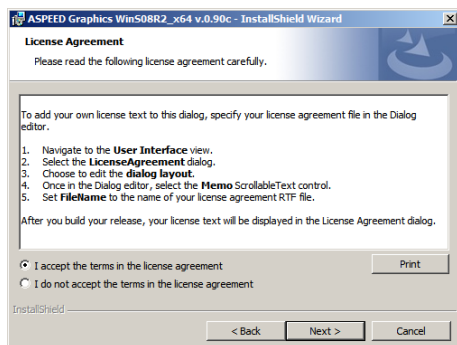 ASPEED Graphics WinS08R2_x64 v.0.90c - InstallShield Wizard
License Agreement
Please read the following license agreement carefully.
To add your own license text to this dialog, specify your license agreement file in the Dialog
editor.
1. Navigate to the User Interface view.
2. Select the LicenseAgreement dialog.
3. Choose to edit the dialog layout.
4. Once in the Dialog editor, select the Memo ScrollableText control.
5. Set FileName to the name of your license agreement RTF file.
After you build your release, your license text will be displayed in the License Agreement dialog.
I accept the terms in the license agreement
Print
I do not accept the terms in the license agreement
InstallShield
< Back
Next >
Cancel